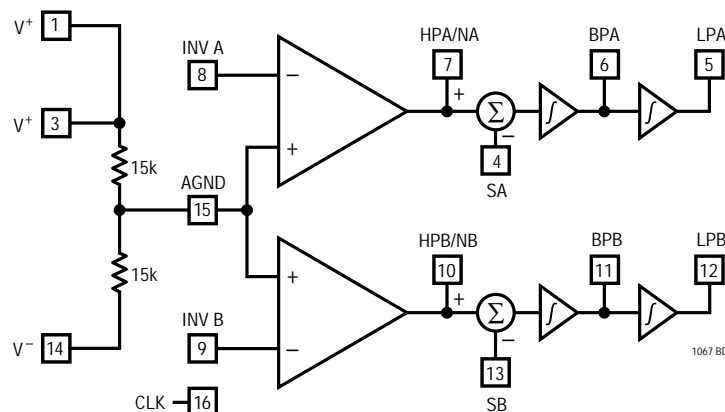 V+ 1
INV A
8
−
+
HPA/NA
7
+
Σ
−
4
SA
∫
BPA
6
∫
LPA
5
V+ 3
15k
AGND
15
15k
V− 14
+
−
INV B
9
HPB/NB
10
+
Σ
−
13
SB
∫
BPB
11
∫
LPB
12
CLK 16
1067 BD